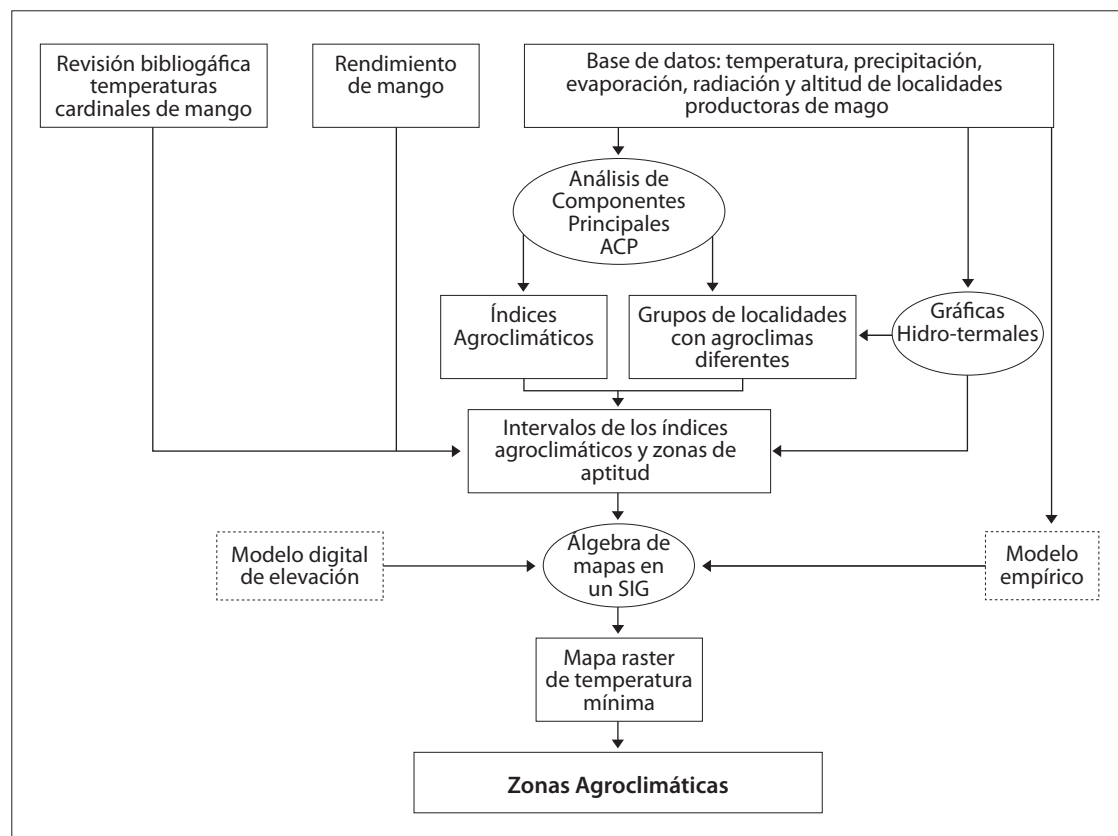 Revisión bibliogáfica
temperaturas
cardinales de mango
Rendimiento
de mango
Base de datos: temperatura, precipitación,
evaporación, radiación y altitud de localidades
productoras de mago
Análisis de
Componentes
Principales
ACP
Índices
Agroclimáticos
Grupos de localidades
con agroclimas
diferentes
Gráficas
Hidro-termales
Intervalos de los índices
agroclimáticos y zonas de
aptitud
Modelo digital
de elevación
Álgebra de
mapas en
un SIG
Modelo
empírico
Mapa raster
de temperatura
mínima
Zonas Agroclimáticas